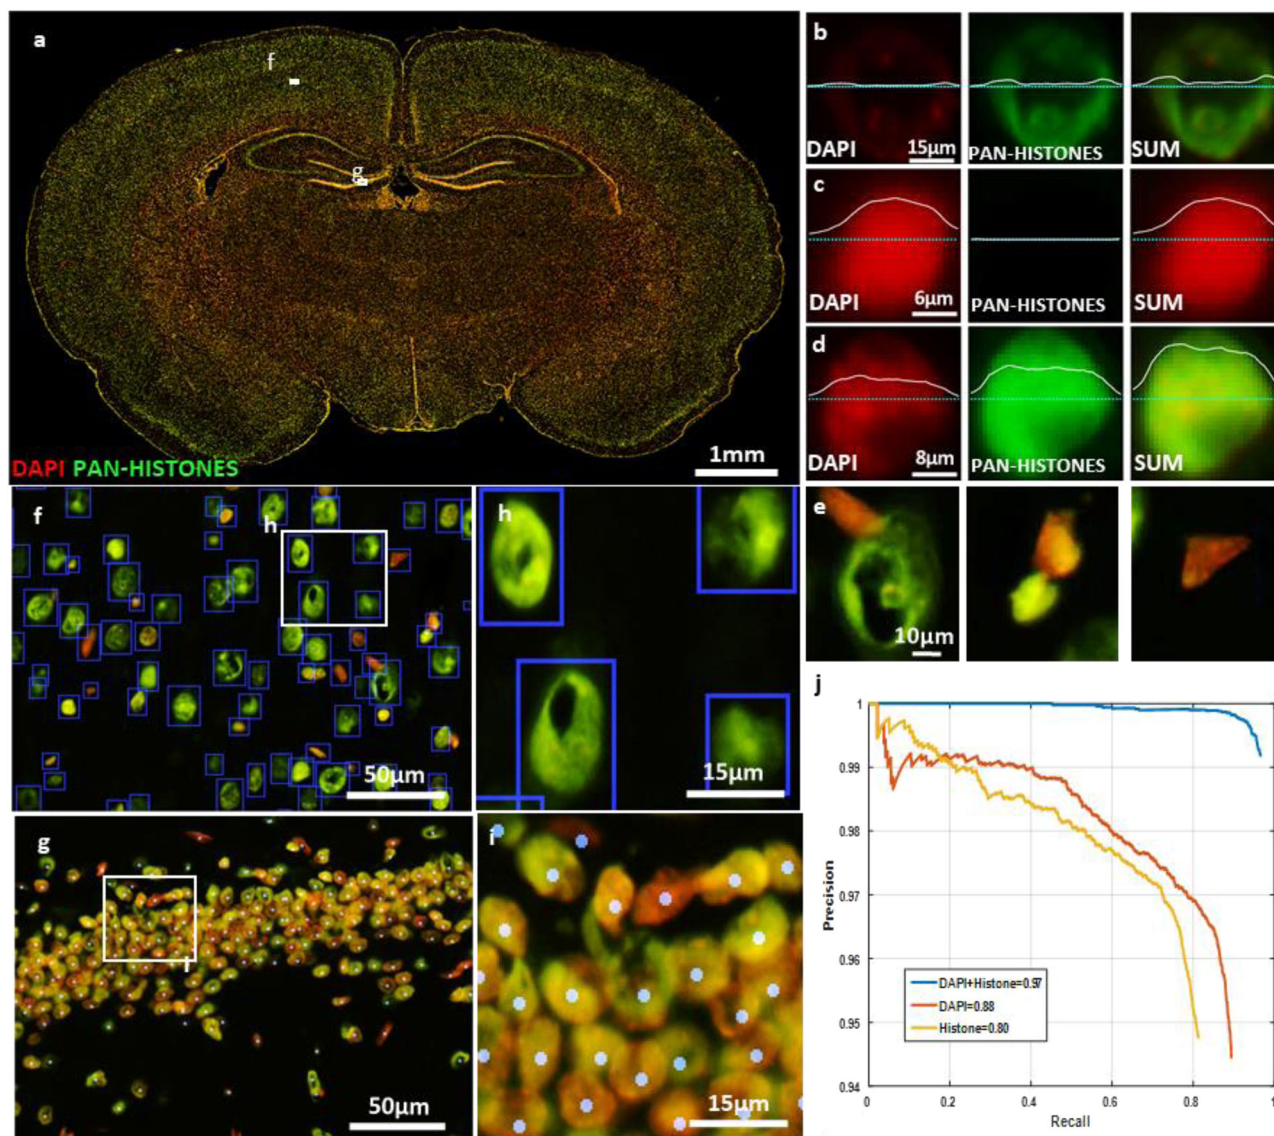 a
f
g
DAPI PAN-HISTONES
1mm
b
DAPI
15µm
PAN-HISTONES
SUM
c
DAPI
6µm
PAN-HISTONES
SUM
d
DAPI
8µm
PAN-HISTONES
SUM
f
h
50µm
h
15µm
e
10µm
g
i
50µm
i
15µm
j
1
0.99
0.98
0.97
0.96
0.95
0.94
Precision
DAPI+Histone=0.97
DAPI=0.88
Histone=0.80
0
0.2
0.4
0.6
0.8
1
Recall